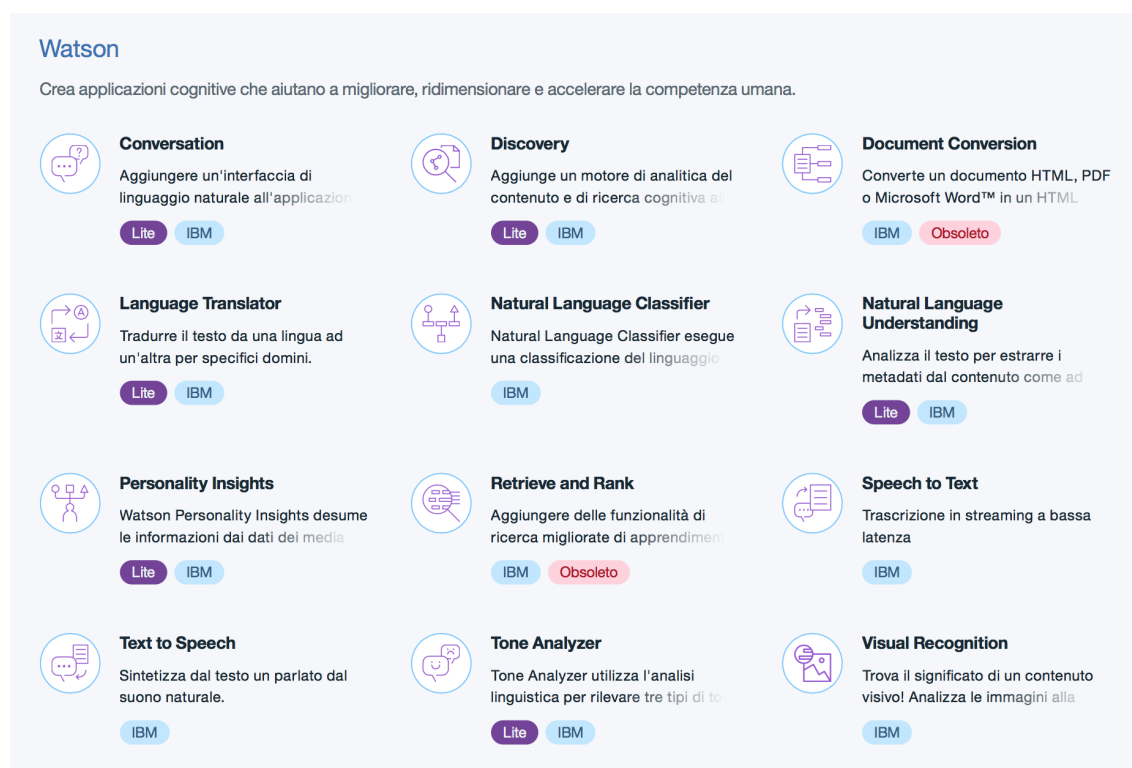 Watson
Crea applicazioni cognitive che aiutano a migliorare, ridimensionare e accelerare la competenza umana.
Conversation
Aggiungere un'interfaccia di
linguaggio naturale all'applicazion
Lite IBM
Discovery
Aggiunge un motore di analitica del
contenuto e di ricerca cognitiva al
Lite IBM
Document Conversion
Converte un documento HTML, PDF
o Microsoft Word™ in un HTML
IBM Obsoleto
Language Translator
Tradurre il testo da una lingua ad
un'altra per specifici domini.
Lite IBM
Natural Language Classifier
Natural Language Classifier esegue
una classificazione del linguaggio
IBM
Natural Language
Understanding
Analizza il testo per estrarre i
metadati dal contenuto come ad
Lite IBM
Personality Insights
Watson Personality Insights desume
le informazioni dai dati dei media
Lite IBM
Retrieve and Rank
Aggiungere delle funzionalità di
ricerca migliorate di apprendimen
IBM Obsoleto
Speech to Text
Trascrizione in streaming a bassa
latenza
IBM
Text to Speech
Sintetizza dal testo un parlato dal
suono naturale.
IBM
Tone Analyzer
Tone Analyzer utilizza l'analisi
linguistica per rilevare tre tipi di to
Lite IBM
Visual Recognition
Trova il significato di un contenuto
visivo! Analizza le immagini alla
IBM